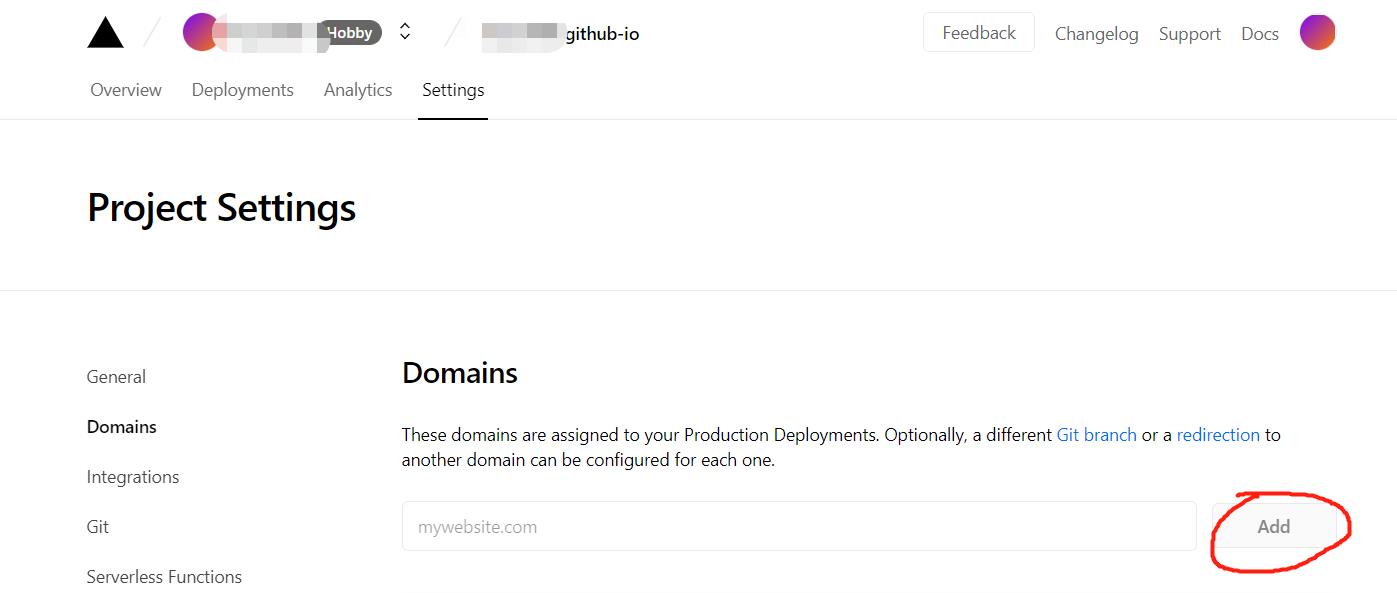 Hobby
github-io
Feedback
Changelog
Support
Docs
Overview
Deployments
Analytics
Settings
Project Settings
General
Domains
Integrations
Git
Serverless Functions
Domains
These domains are assigned to your Production Deployments. Optionally, a different Git branch or a redirection to
another domain can be configured for each one.
mywebsite.com
Add